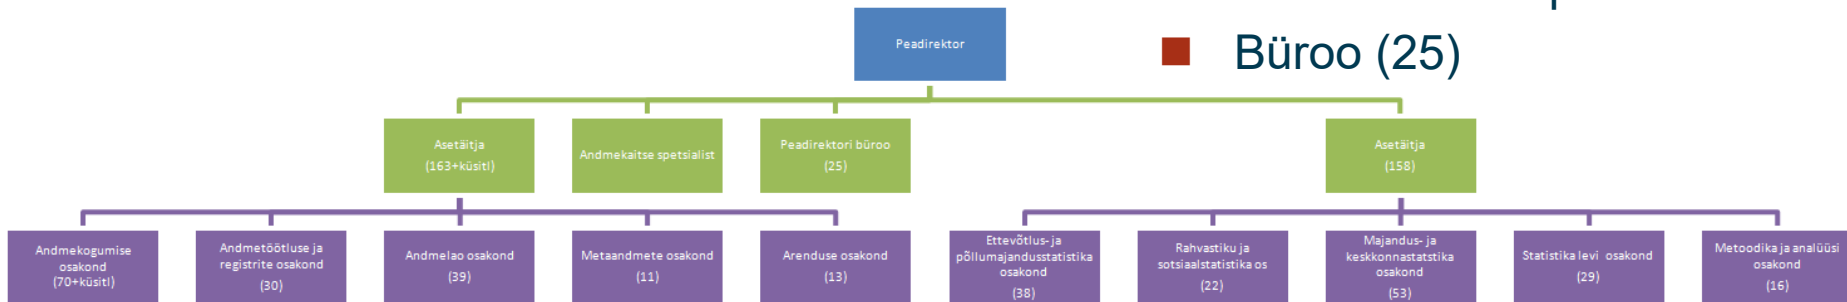 Peadirektor
Büroo (25)
Asetäitja
(163+küsitl)
Andmekaitse spetsialist
Peadirektori büroo
(25)
Asetäitja
(158)
Andmekogumise
osakond
(70+küsitl)
Andmetöötluse ja
registrite osakond
(30)
Andmelao osakond
(39)
Metaandmete osakond
(11)
Arenduse osakond
(13)
Ettevõtlus- ja
põllumajandusstatistika
osakond
(38)
Rahvastiku ja
sotsiaalstatistika os
(22)
Majandus- ja
keskkonnastatstika
osakond
(53)
Statistika levi osakond
(29)
Metoodika ja analüüsi
osakond
(16)